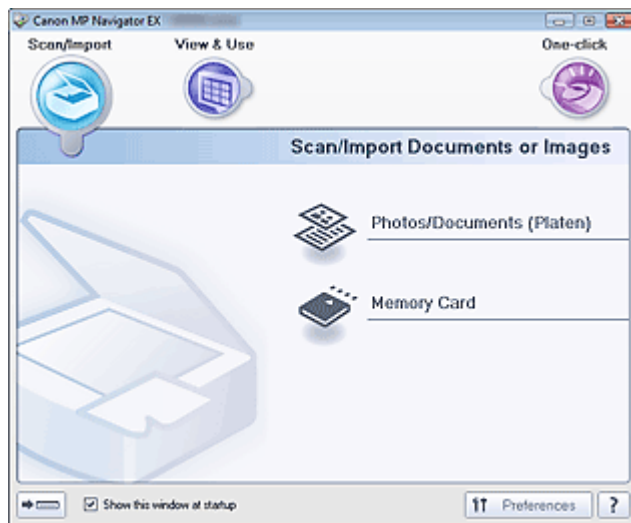 Canon MP Navigator EX
Scan/Import
View & Use
One-click
Scan/Import Documents or Images
Photos/Documents (Platen)
Memory Card
Show this window at startup
Preferences
?